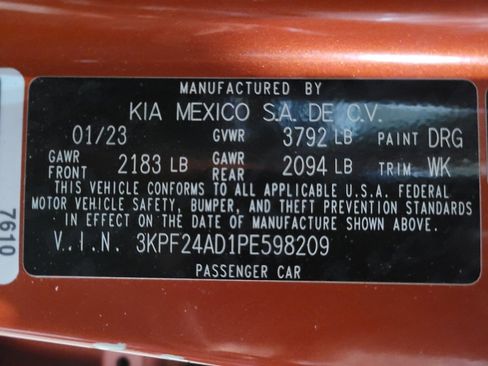 MANUFACTURED BY
KIA MEXICO S.A. DE C.V.
01/23 GVWR 3792 LB PAINT DRG
GAWR FRONT 2183 LB GAWR REAR 2094 LB TRIM WK
THIS VEHICLE CONFORMS TO ALL APPLICABLE U.S.A. FEDERAL
MOTOR VEHICLE SAFETY, BUMPER, AND THEFT PREVENTION STANDARDS
IN EFFECT ON THE DATE OF MANUFACTURE SHOWN ABOVE.
V.I.N. 3KPF24AD1PE598209
PASSENGER CAR
7610